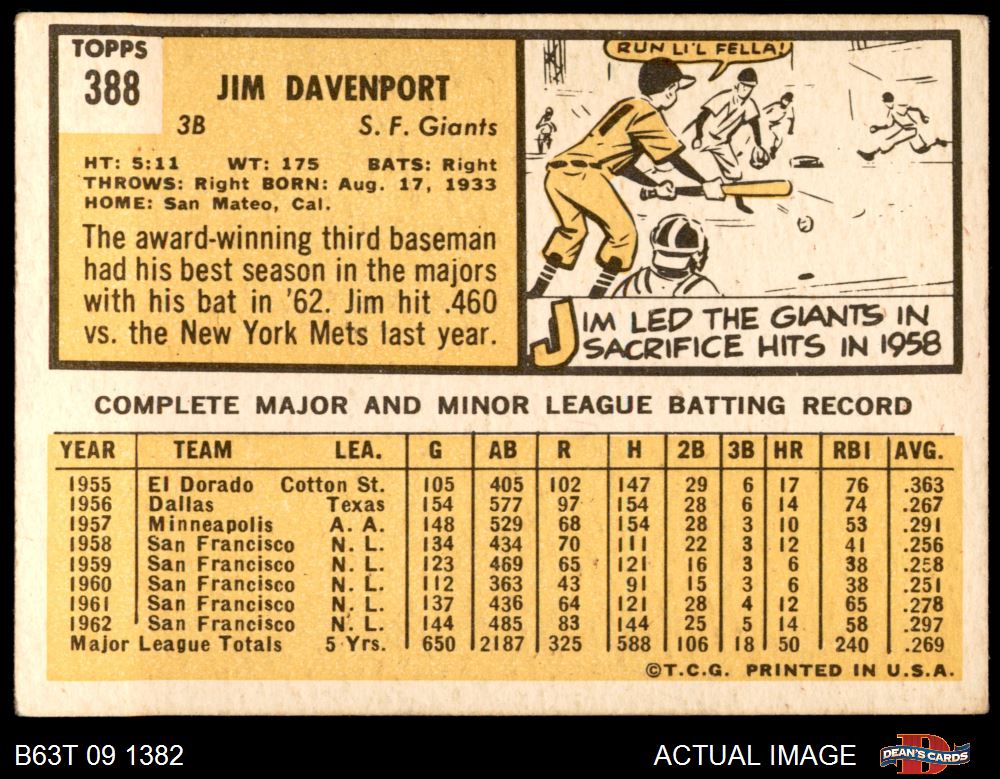 TOPPS
388
JIM DAVENPORT
3B S. F. Giants
HT: 5:11 WT: 175 BATS: Right
THROWS: Right BORN: Aug. 17, 1933
HOME: San Mateo, Cal.
The award-winning third baseman
had his best season in the majors
with his bat in '62. Jim hit .460
vs. the New York Mets last year.
RUN LI'L FELLA!
JIM LED THE GIANTS IN
SACRIFICE HITS IN 1958
COMPLETE MAJOR AND MINOR LEAGUE BATTING RECORD
YEAR TEAM LEA. G AB R H 2B 3B HR RBI AVG.
1955 El Dorado Cotton St. 105 405 102 147 29 6 17 76 .363
1956 Dallas Texas 154 577 97 154 28 6 14 74 .267
1957 Minneapolis A. A. 148 529 68 154 28 3 10 53 .291
1958 San Francisco N. L. 134 434 70 111 22 3 12 41 .256
1959 San Francisco N. L. 123 469 65 121 16 3 6 38 .258
1960 San Francisco N. L. 112 363 43 91 15 3 6 38 .251
1961 San Francisco N. L. 137 436 64 121 28 4 12 65 .278
1962 San Francisco N. L. 144 485 83 144 25 5 14 58 .297
Major League Totals 5 Yrs. 650 2187 325 588 106 18 50 240 .269
©T.C.G. PRINTED IN U.S.A.
B63T 09 1382 ACTUAL IMAGE DEAN'S CARDS